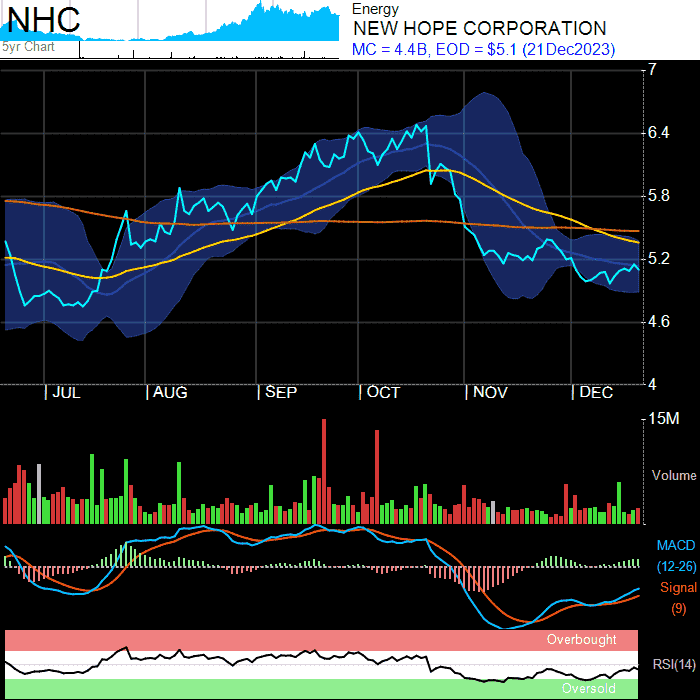 NHC
5yr Chart
Energy
NEW HOPE CORPORATION
MC = 4.4B, EOD = $5.1 (21Dec2023)
7
6.4
5.8
5.2
4.6
4
JUL AUG SEP OCT NOV DEC
15M
Volume
MACD
(12-26)
Signal
(9)
Overbought
RSI(14)
Oversold